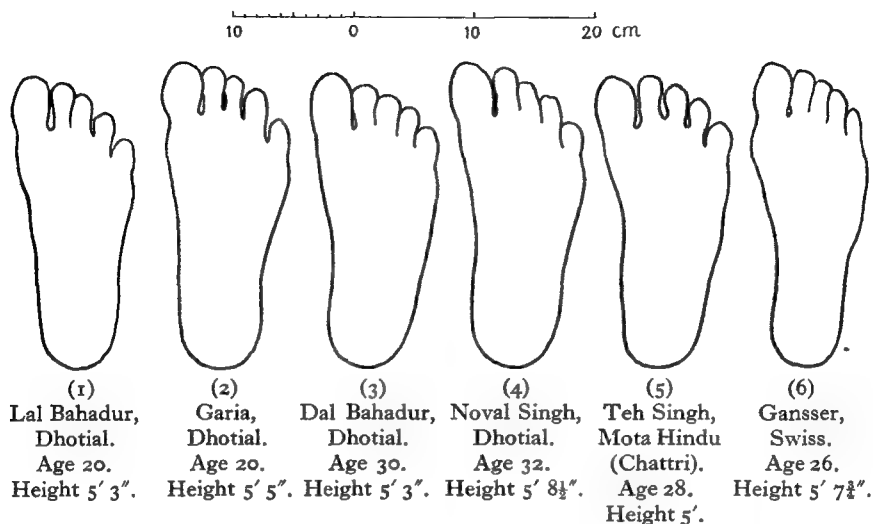 10 0 10 20 cm
(1) (2) (3) (4) (5) (6)
Lal Bahadur,
Dhotial.
Age 20.
Height 5′ 3″.
Garia,
Dhotial.
Age 20.
Height 5′ 5″.
Dal Bahadur,
Dhotial.
Age 30.
Height 5′ 3″.
Noval Singh,
Dhotial.
Age 32.
Height 5′ 8½″.
Teh Singh,
Mota Hindu
(Chattri).
Age 28.
Height 5′.
Gansser,
Swiss.
Age 26.
Height 5′ 7¾″.